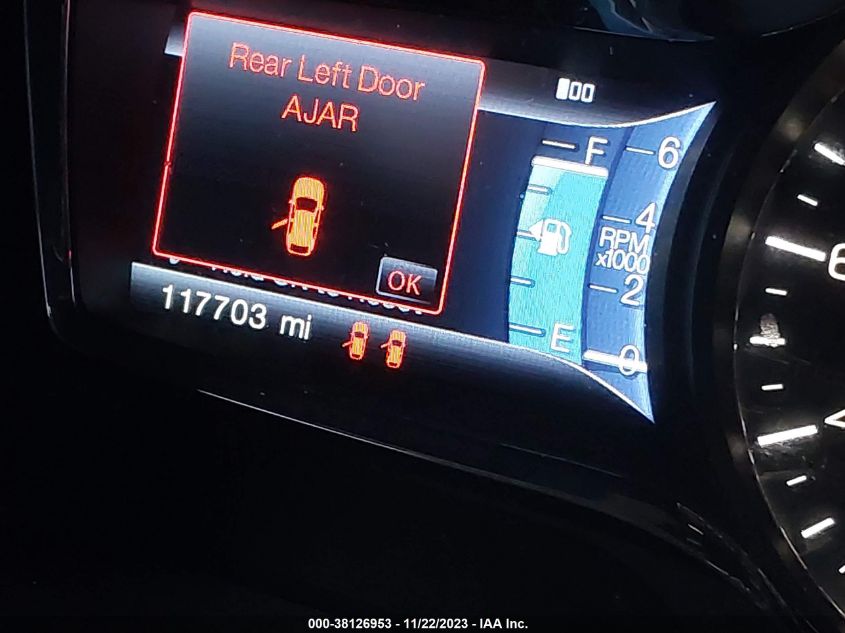 Rear Left Door
AJAR
OK
117703 mi
F
E
6
4
RPM
x1000
2
0
000-38126953 - 11/22/2023 - IAA Inc.